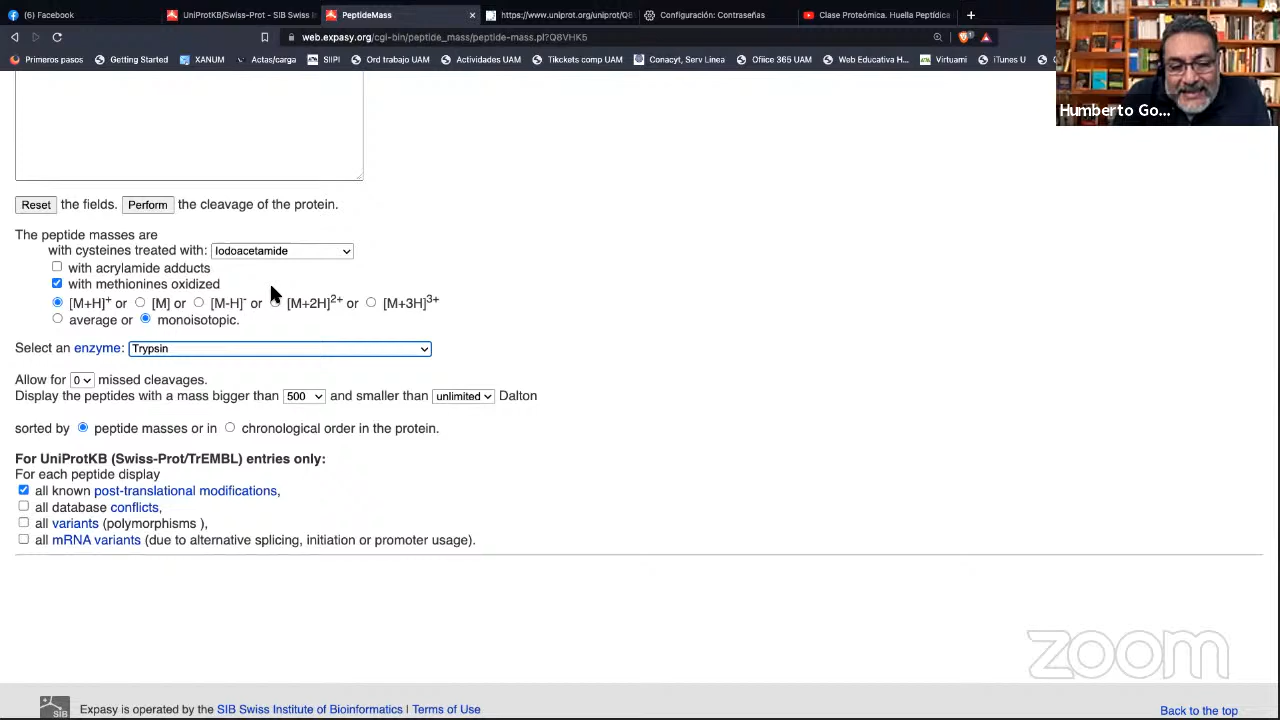 (6) Facebook
UniProtKB/Swiss-Prot - SIB Swiss I
PeptideMass
https://www.uniprot.org/uniprot/Q8
Configuración: Contraseñas
Clase Proteómica. Huella Peptídica
web.expasy.org/cgi-bin/peptide_mass/peptide-mass.pl?Q8VHK5
Primeros pasos
Getting Started
XANUM
Actas/carga
SIIPI
Ord trabajo UAM
Actividades UAM
Tikckets comp UAM
Conacyt, Serv Linea
Office 365 UAM
Web Educativa H...
Virtuami
iTunes U
Humberto Go...
Reset the fields. Perform the cleavage of the protein.
The peptide masses are
with cysteines treated with: Iodoacetamide
with acrylamide adducts
with methionines oxidized
[M+H]+ or [M] or [M-H]- or [M+2H]2+ or [M+3H]3+
average or monoisotopic.
Select an enzyme: Trypsin
Allow for 0 missed cleavages.
Display the peptides with a mass bigger than 500 and smaller than unlimited Dalton
sorted by peptide masses or in chronological order in the protein.
For UniProtKB (Swiss-Prot/TrEMBL) entries only:
For each peptide display
all known post-translational modifications,
all database conflicts,
all variants (polymorphisms ),
all mRNA variants (due to alternative splicing, initiation or promoter usage).
zoom
SIB
Expasy is operated by the SIB Swiss Institute of Bioinformatics | Terms of Use
Back to the top